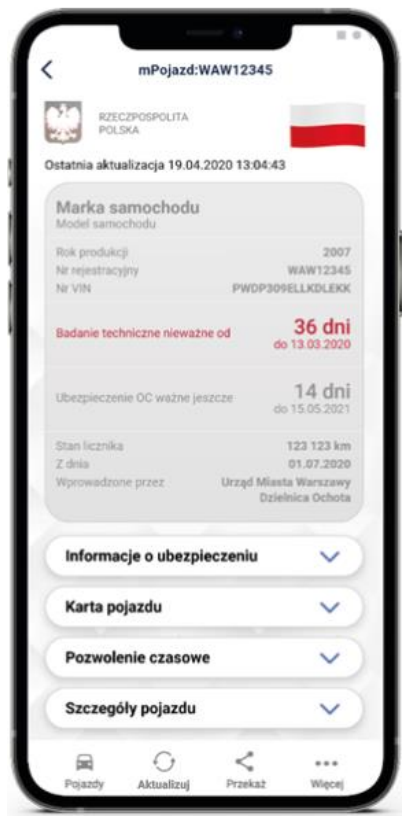 mPojazd:WAW12345
RZECZPOSPOLITA
POLSKA
Ostatnia aktualizacja 19.04.2020 13:04:43
Marka samochodu
Model samochodu
Rok produkcji 2007
Nr rejestracyjny WAW12345
Nr VIN PWDP309ELLKDLEKK
Badanie techniczne nieważne od 36 dni
do 13.03.2020
Ubezpieczenie OC ważne jeszcze 14 dni
do 15.05.2021
Stan licznika 123 123 km
Z dnia 01.07.2020
Wprowadzone przez Urząd Miasta Warszawy
Dzielnica Ochota
Informacje o ubezpieczeniu
Karta pojazdu
Pozwolenie czasowe
Szczegóły pojazdu
Pojazdy Aktualizuj Przekaż Więcej